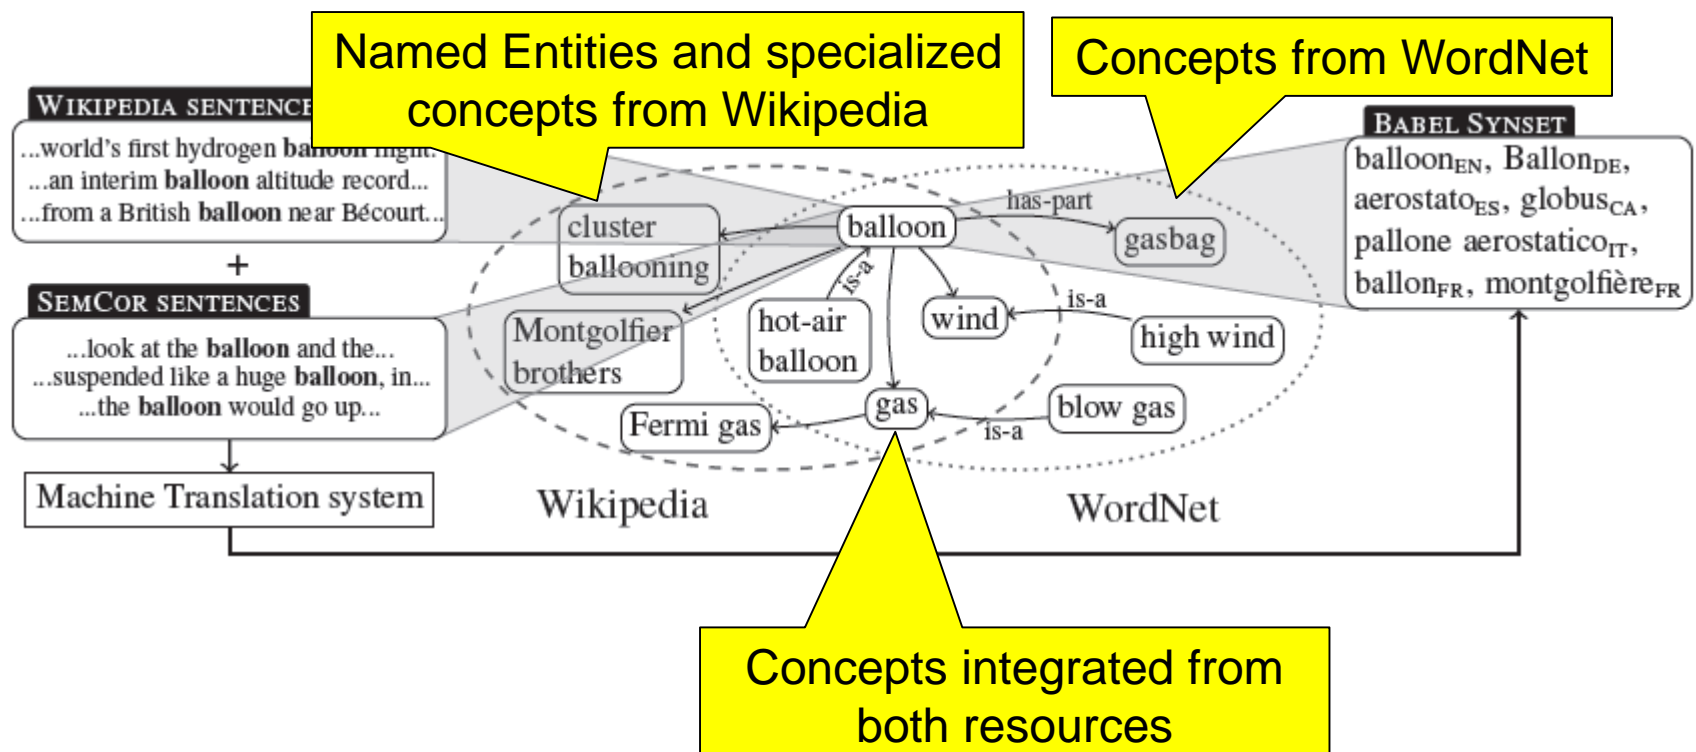 Named Entities and specialized
concepts from Wikipedia
Concepts from WordNet
WIKIPEDIA SENTENCE
...world's first hydrogen balloon flight.
...an interim balloon altitude record...
...from a British balloon near Bécourt...
+
SEMCOR SENTENCES
...look at the balloon and the...
...suspended like a huge balloon, in...
...the balloon would go up...
Machine Translation system
cluster
ballooning
Montgolfier
brothers
Fermi gas
balloon
is-a
hot-air
balloon
gas
wind
has-part
gasbag
is-a
high wind
is-a
blow gas
Wikipedia
WordNet
BABEL SYNSET
balloonEN, BallonDE,
aerostatoES, globusCA,
pallone aerostaticoIT,
ballonFR, montgolfièreFR
Concepts integrated from
both resources